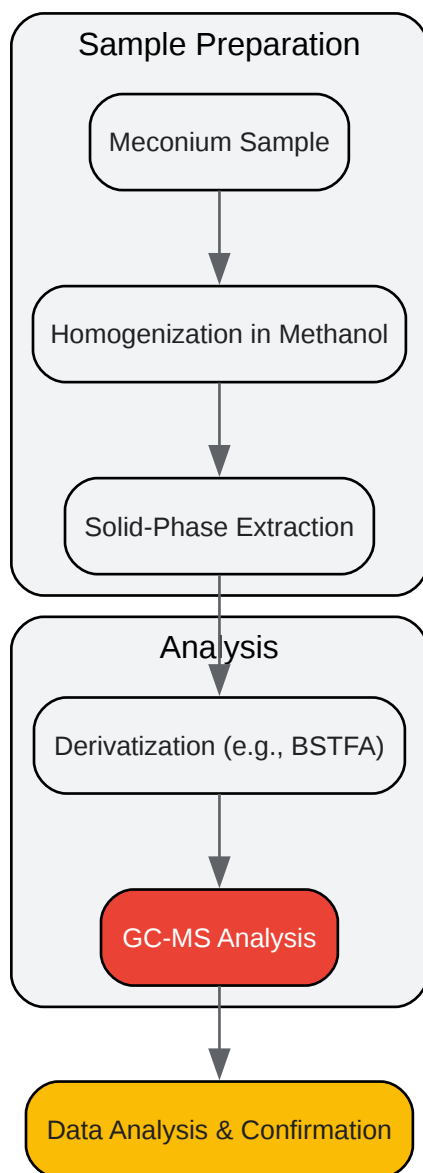 Sample Preparation
Meconium Sample
Homogenization in Methanol
Solid-Phase Extraction
Analysis
Derivatization (e.g., BSTFA)
GC-MS Analysis
Data Analysis & Confirmation